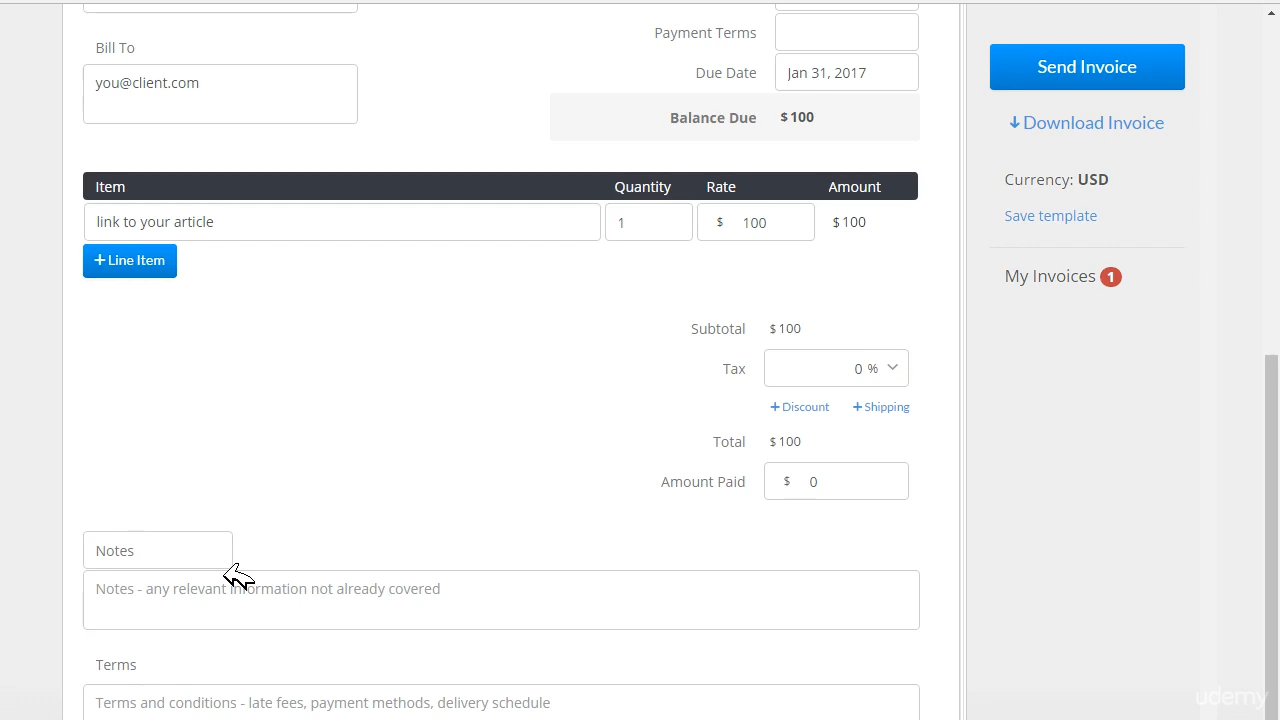 Payment Terms
Bill To
you@client.com
Due Date Jan 31, 2017
Balance Due $100
Item Quantity Rate Amount
link to your article 1 $ 100 $100
+ Line Item
Subtotal $100
Tax 0 %
+ Discount + Shipping
Total $100
Amount Paid $ 0
Notes
Notes - any relevant information not already covered
Terms
Terms and conditions - late fees, payment methods, delivery schedule
Send Invoice
Download Invoice
Currency: USD
Save template
My Invoices 1
udemy